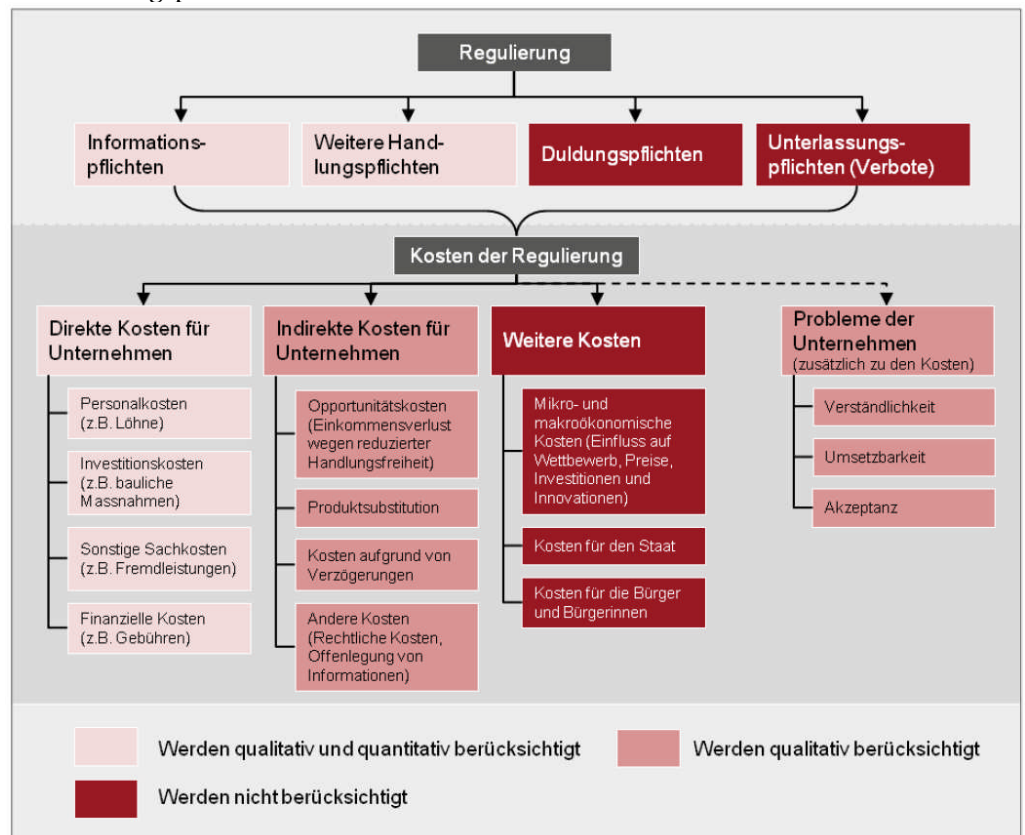 Regulierung
Informations-
pflichten
Weitere Hand-
lungspflichten
Duldungspflichten
Unterlassungs-
pflichten (Verbote)
Kosten der Regulierung
Direkte Kosten für
Unternehmen
Personalkosten
(z.B. Löhne)
Investitionskosten
(z.B. bauliche
Massnahmen)
Sonstige Sachkosten
(z.B. Fremdleistungen)
Finanzielle Kosten
(z.B. Gebühren)
Indirekte Kosten für
Unternehmen
Opportunitätskosten
(Einkommensverlust
wegen reduzierter
Handlungsfreiheit)
Produktsubstitution
Kosten aufgrund von
Verzögerungen
Andere Kosten
(Rechtliche Kosten,
Offenlegung von
Informationen)
Weitere Kosten
Mikro- und
makroökonomische
Kosten (Einfluss auf
Wettbewerb, Preise,
Investitionen und
Innovationen)
Kosten für den Staat
Kosten für die Bürger
und Bürgerinnen
Probleme der
Unternehmen
(zusätzlich zu den Kosten)
Verständlichkeit
Umsetzbarkeit
Akzeptanz
Werden qualitativ und quantitativ berücksichtigt
Werden qualitativ berücksichtigt
Werden nicht berücksichtigt